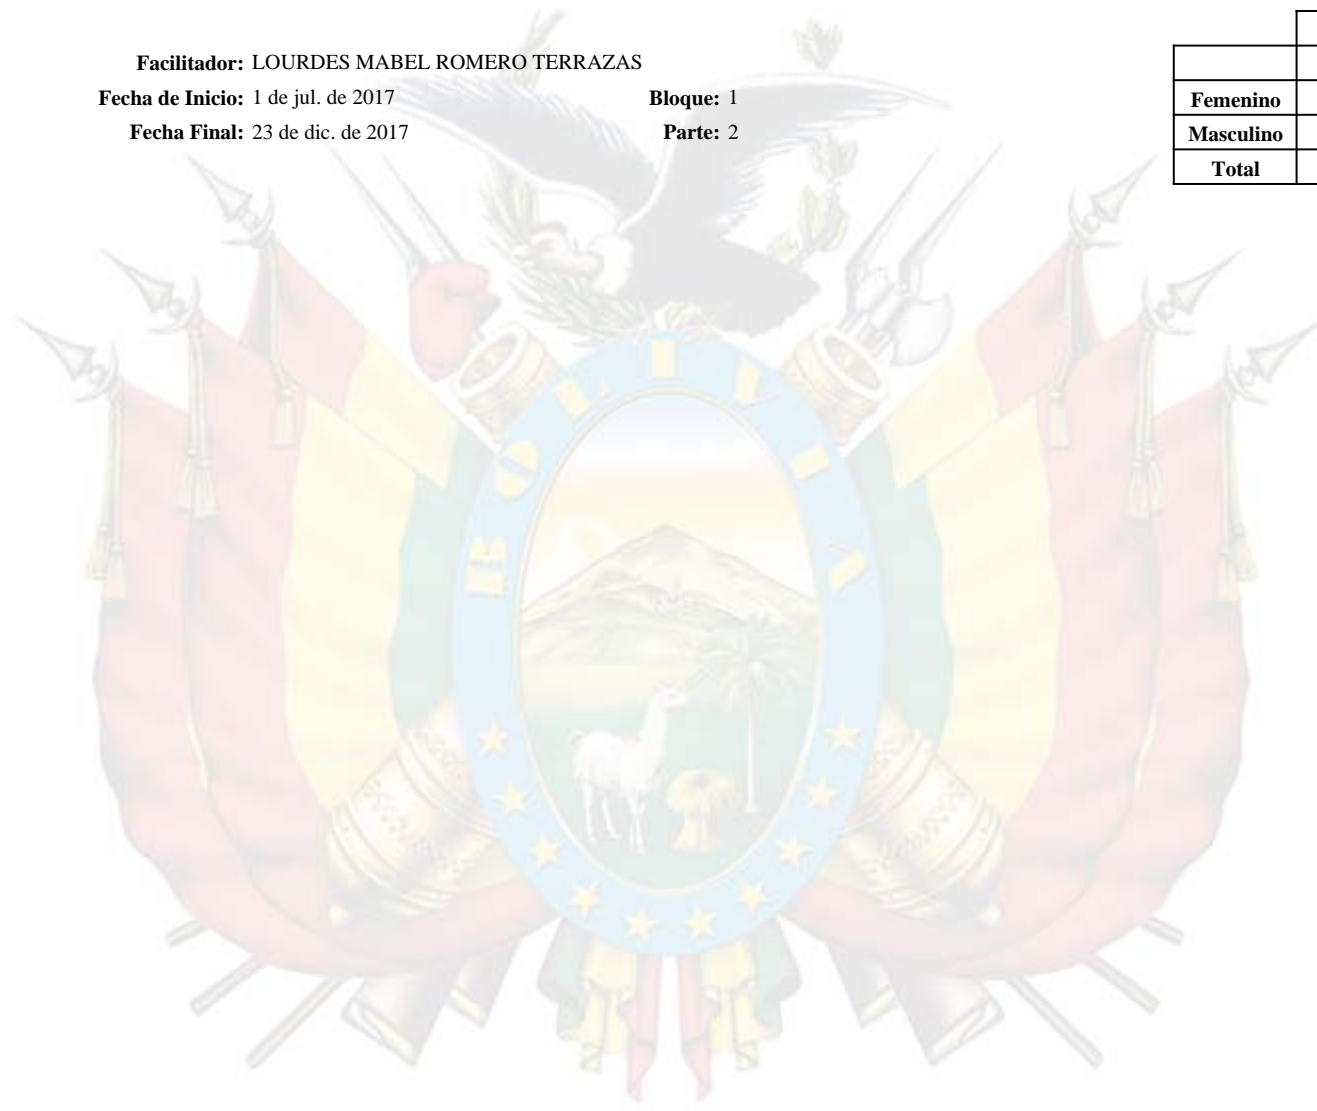 Facilitador: LOURDES MABEL ROMERO TERRAZAS
Fecha de Inicio: 1 de jul. de 2017 Bloque: 1
Fecha Final: 23 de dic. de 2017 Parte: 2
Femenino
Masculino
Total
BOLIVIA